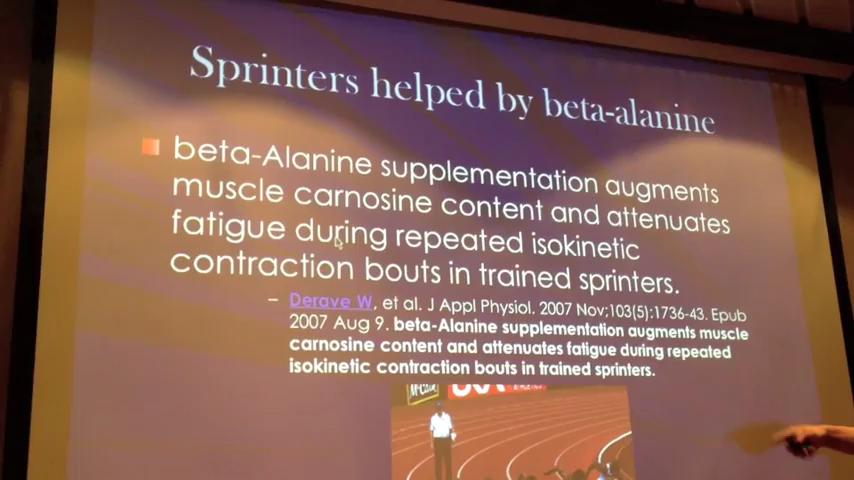 Sprinters helped by beta-alanine
beta-Alanine supplementation augments
muscle carnosine content and attenuates
fatigue during repeated isokinetic
contraction bouts in trained sprinters.
– Derave W, et al. J Appl Physiol. 2007 Nov;103(5):1736-43. Epub
2007 Aug 9. beta-Alanine supplementation augments muscle
carnosine content and attenuates fatigue during repeated
isokinetic contraction bouts in trained sprinters.